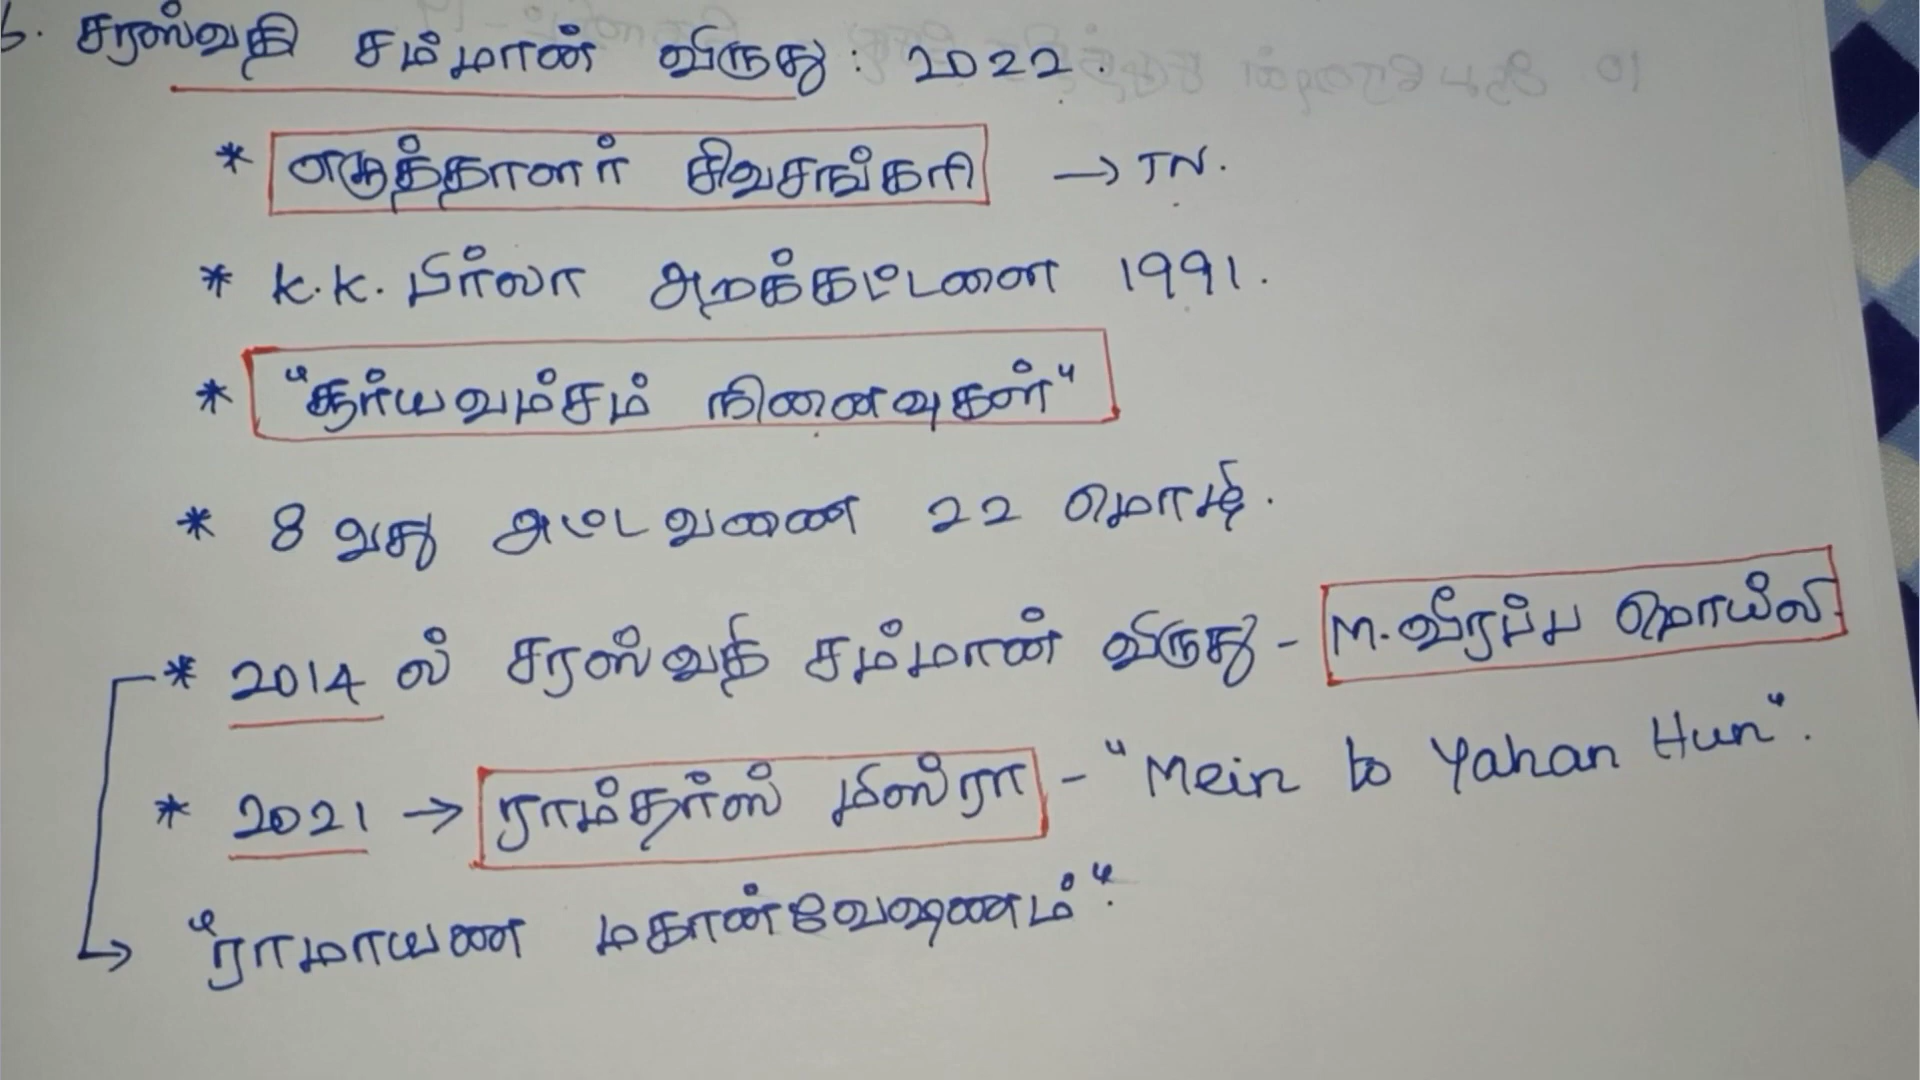 6. சரஸ்வதி சம்மான் விருது : 2022.
* எழுத்தாளர் சிவசங்கரி → TN.
* K.K. பிர்லா அறக்கட்டளை 1991.
* "சூர்யவம்சம் நினைவுகள்"
* 8 வது அட்டவணை 22 மொழி.
* 2014 ல் சரஸ்வதி சம்மான் விருது - M.வீரப்ப மொய்லி
* 2021 → ராம்தர்ஸ் மிஸ்ரா - "Mein to Yahan Hun".
"ராமாயண மகான்வேஷணம்".